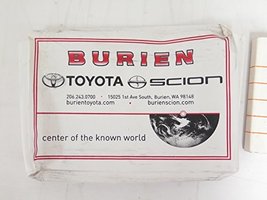 BURIEN
TOYOTA SCION
206.243.0700 • 15025 1st Ave South, Burien, WA 98148
burientoyota.com • burienscion.com
center of the known world